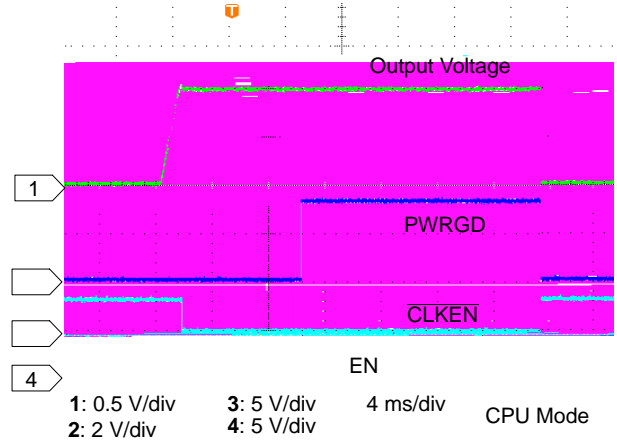 T
Output Voltage
1
PWRGD
CLKEN
EN
4
1: 0.5 V/div 3: 5 V/div 4 ms/div
2: 2 V/div 4: 5 V/div CPU Mode